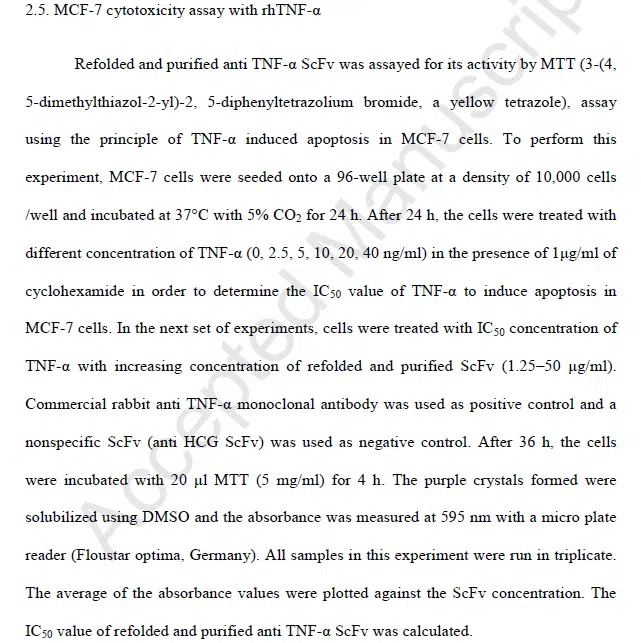 2.5. MCF-7 cytotoxicity assay with rhTNF-α
Refolded and purified anti TNF-α ScFv was assayed for its activity by MTT (3-(4,
5-dimethylthiazol-2-yl)-2, 5-diphenyltetrazolium bromide, a yellow tetrazole), assay
using the principle of TNF-α induced apoptosis in MCF-7 cells. To perform this
experiment, MCF-7 cells were seeded onto a 96-well plate at a density of 10,000 cells
/well and incubated at 37°C with 5% CO₂ for 24 h. After 24 h, the cells were treated with
different concentration of TNF-α (0, 2.5, 5, 10, 20, 40 ng/ml) in the presence of 1μg/ml of
cyclohexamide in order to determine the IC₅₀ value of TNF-α to induce apoptosis in
MCF-7 cells. In the next set of experiments, cells were treated with IC₅₀ concentration of
TNF-α with increasing concentration of refolded and purified ScFv (1.25–50 μg/ml).
Commercial rabbit anti TNF-α monoclonal antibody was used as positive control and a
nonspecific ScFv (anti HCG ScFv) was used as negative control. After 36 h, the cells
were incubated with 20 μl MTT (5 mg/ml) for 4 h. The purple crystals formed were
solubilized using DMSO and the absorbance was measured at 595 nm with a micro plate
reader (Floustar optima, Germany). All samples in this experiment were run in triplicate.
The average of the absorbance values were plotted against the ScFv concentration. The
IC₅₀ value of refolded and purified anti TNF-α ScFv was calculated.
Accepted Manuscrip